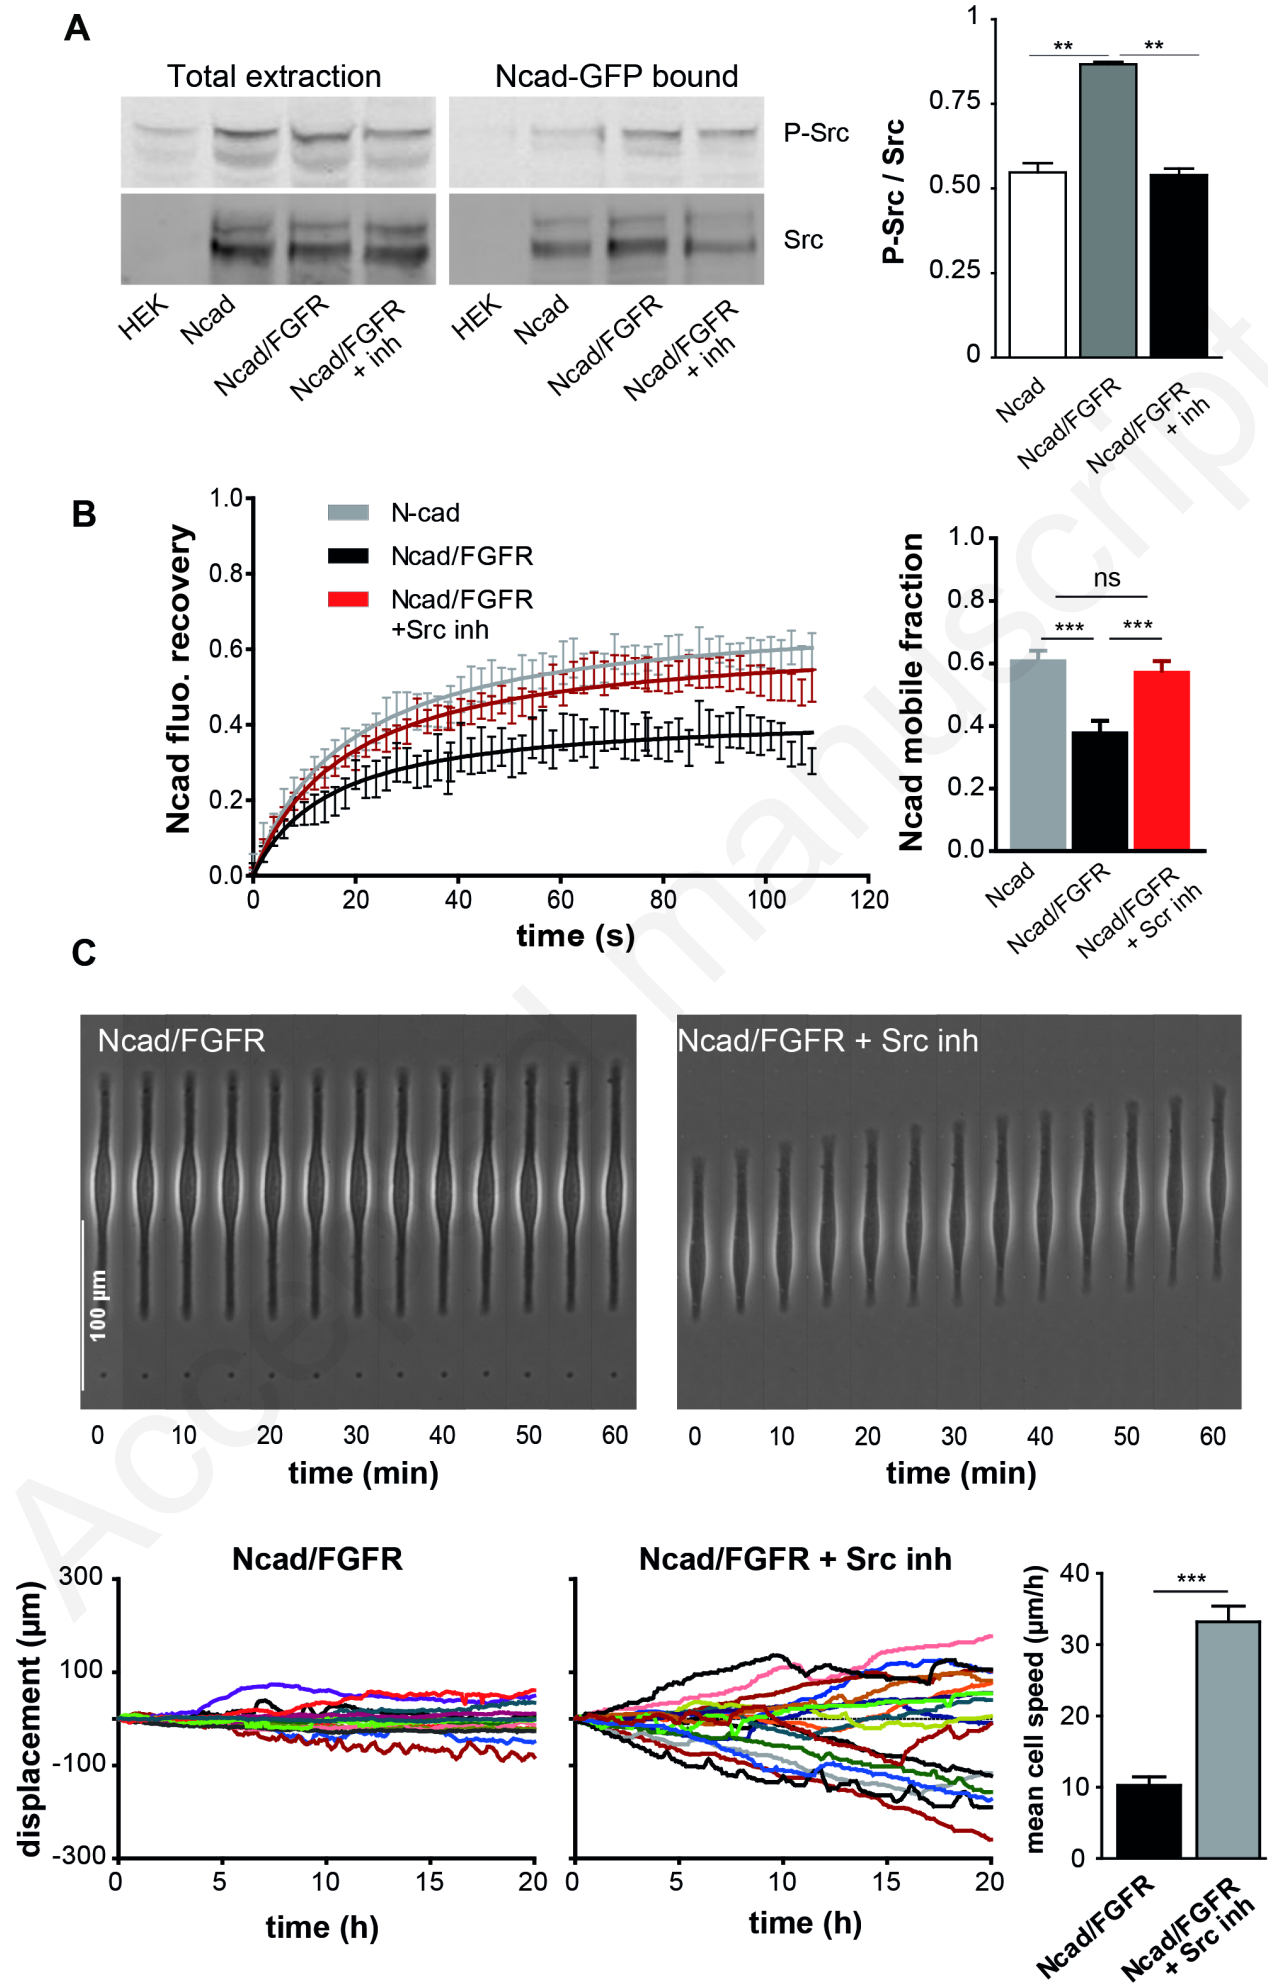 A
Total extraction
Ncad-GFP bound
P-Src
Src
HEK
Ncad
Ncad/FGFR
Ncad/FGFR
+ inh
HEK
Ncad
Ncad/FGFR
Ncad/FGFR
+ inh
P-Src / Src
1
0.75
0.50
0.25
0
**
**
Ncad
Ncad/FGFR
Ncad/FGFR
+ inh
B
Ncad fluo. recovery
1.0
0.8
0.6
0.4
0.2
0.0
N-cad
Ncad/FGFR
Ncad/FGFR
+Src inh
0
20
40
60
80
100
120
time (s)
Ncad mobile fraction
1.0
0.8
0.6
0.4
0.2
0.0
ns
***
***
Ncad
Ncad/FGFR
Ncad/FGFR
+ Scr inh
C
Ncad/FGFR
100 µm
0
10
20
30
40
50
60
time (min)
Ncad/FGFR + Src inh
0
10
20
30
40
50
60
time (min)
Ncad/FGFR
displacement (µm)
300
100
-100
-300
0
5
10
15
20
time (h)
Ncad/FGFR + Src inh
0
5
10
15
20
time (h)
mean cell speed (µm/h)
40
30
20
10
0
***
Ncad/FGFR
Ncad/FGFR
+ Src inh
Accepted manuscript